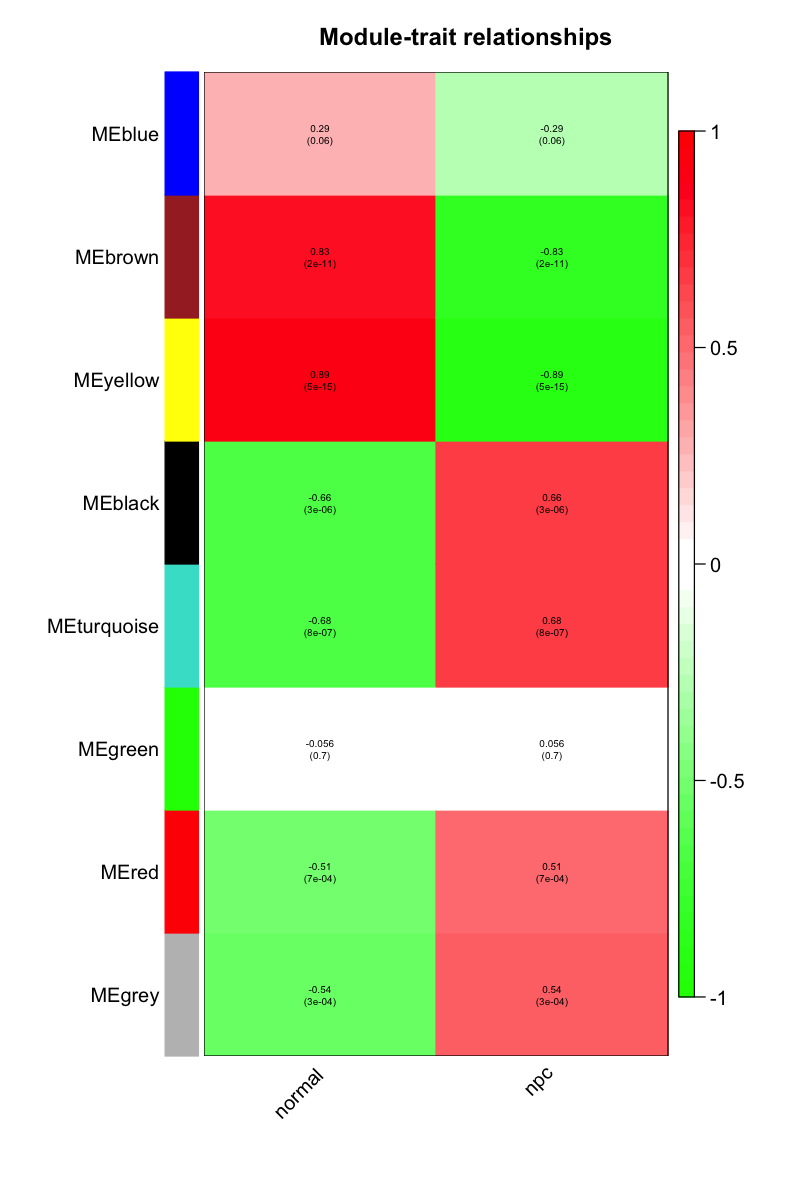 Module-trait relationships
MEblue
0.29
(0.06)
-0.29
(0.06)
MEbrown
0.83
(2e-11)
-0.83
(2e-11)
MEyellow
0.89
(5e-15)
-0.89
(5e-15)
MEblack
-0.66
(3e-06)
0.66
(3e-06)
MEturquoise
-0.68
(8e-07)
0.68
(8e-07)
MEgreen
-0.056
(0.7)
0.056
(0.7)
MEred
-0.51
(7e-04)
0.51
(7e-04)
MEgrey
-0.54
(3e-04)
0.54
(3e-04)
normal
npc
1
0.5
0
-0.5
-1